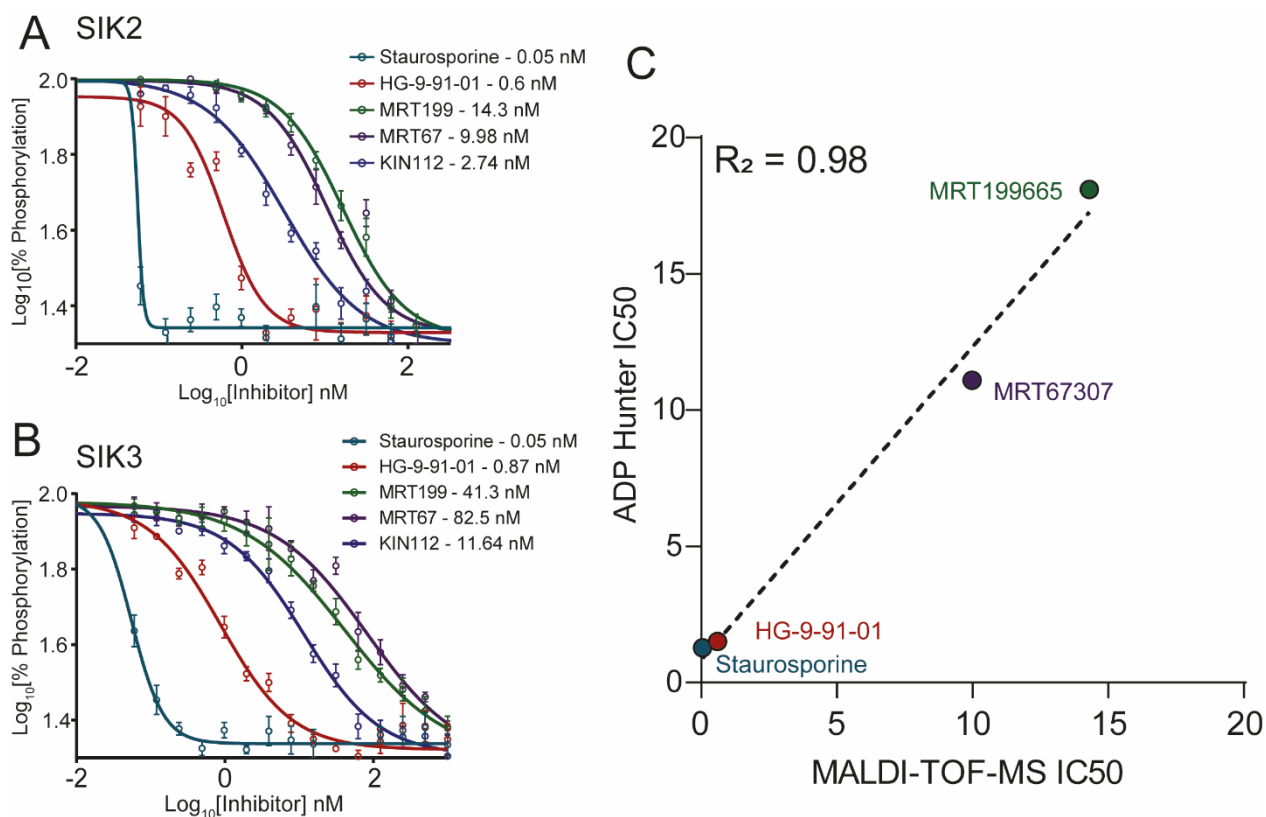 A
SIK2
Staurosporine - 0.05 nM
HG-9-91-01 - 0.6 nM
MRT199 - 14.3 nM
MRT67 - 9.98 nM
KIN112 - 2.74 nM
Log₁₀[% Phosphorylation]
2.0
1.8
1.6
1.4
-2
0
2
Log₁₀[Inhibitor] nM
B
SIK3
Staurosporine - 0.05 nM
HG-9-91-01 - 0.87 nM
MRT199 - 41.3 nM
MRT67 - 82.5 nM
KIN112 - 11.64 nM
Log₁₀[% Phosphorylation]
2.0
1.8
1.6
1.4
-2
0
2
Log₁₀[Inhibitor] nM
C
R₂ = 0.98
ADP Hunter IC50
20
15
10
5
0
MRT199665
MRT67307
HG-9-91-01
Staurosporine
0
5
10
15
20
MALDI-TOF-MS IC50